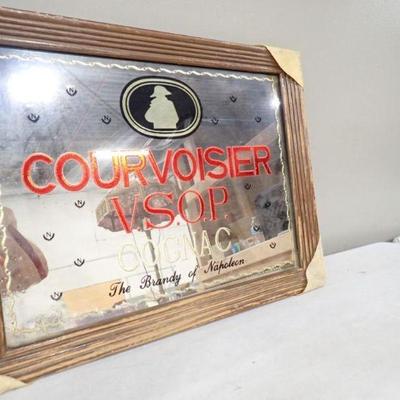 COURVOISIER
V.S.O.P.
COGNAC
The Brandy of Napoleon